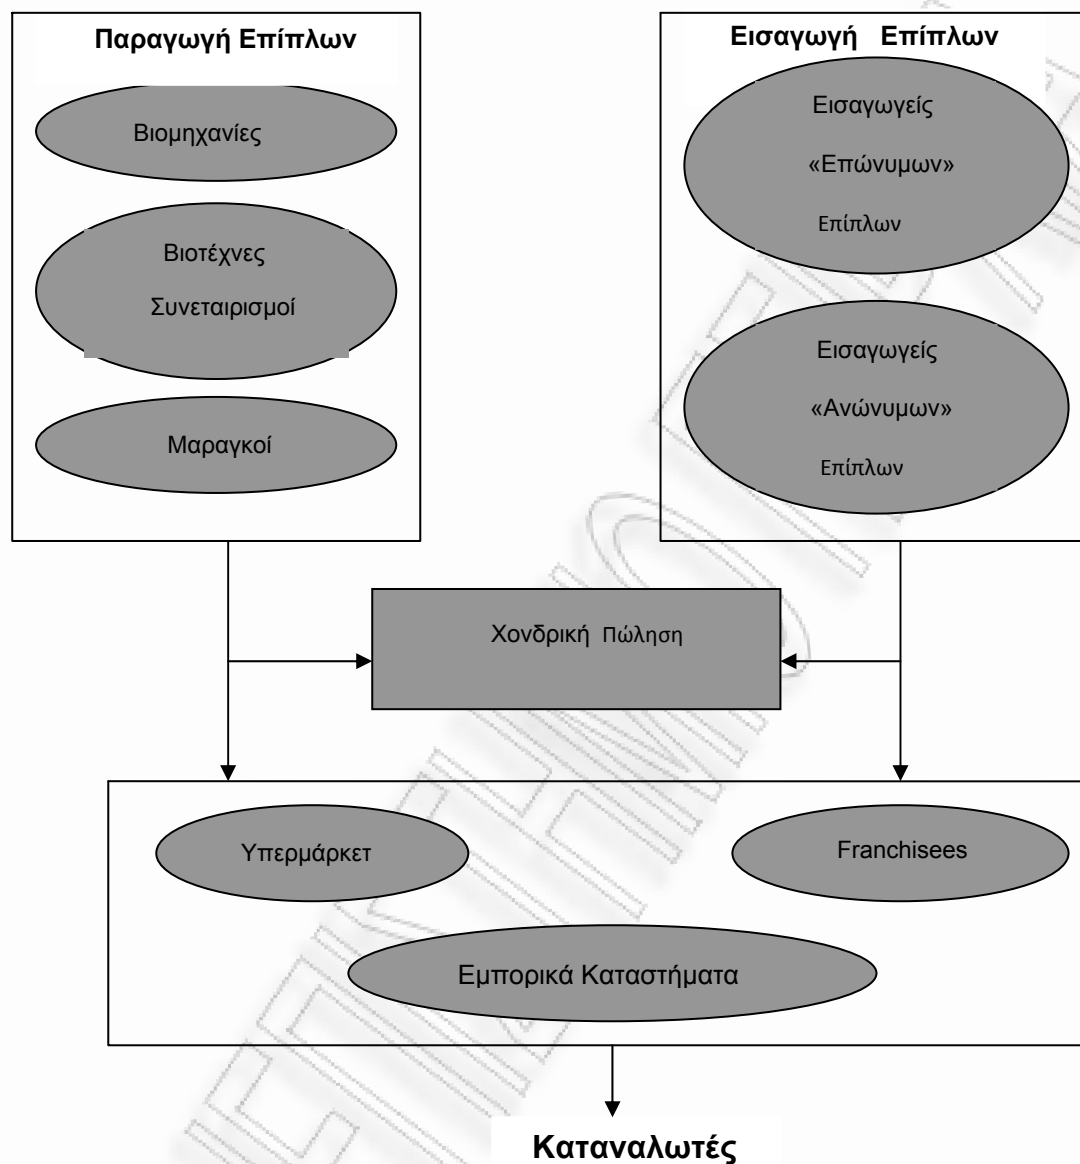 Παραγωγή Επίπλων
Βιομηχανίες
Βιοτέχνες
Συνεταιρισμοί
Μαραγκοί
Εισαγωγή Επίπλων
Εισαγωγείς
«Επώνυμων»
Επίπλων
Εισαγωγείς
«Ανώνυμων»
Επίπλων
Χονδρική Πώληση
Υπερμάρκετ
Franchisees
Εμπορικά Καταστήματα
Καταναλωτές